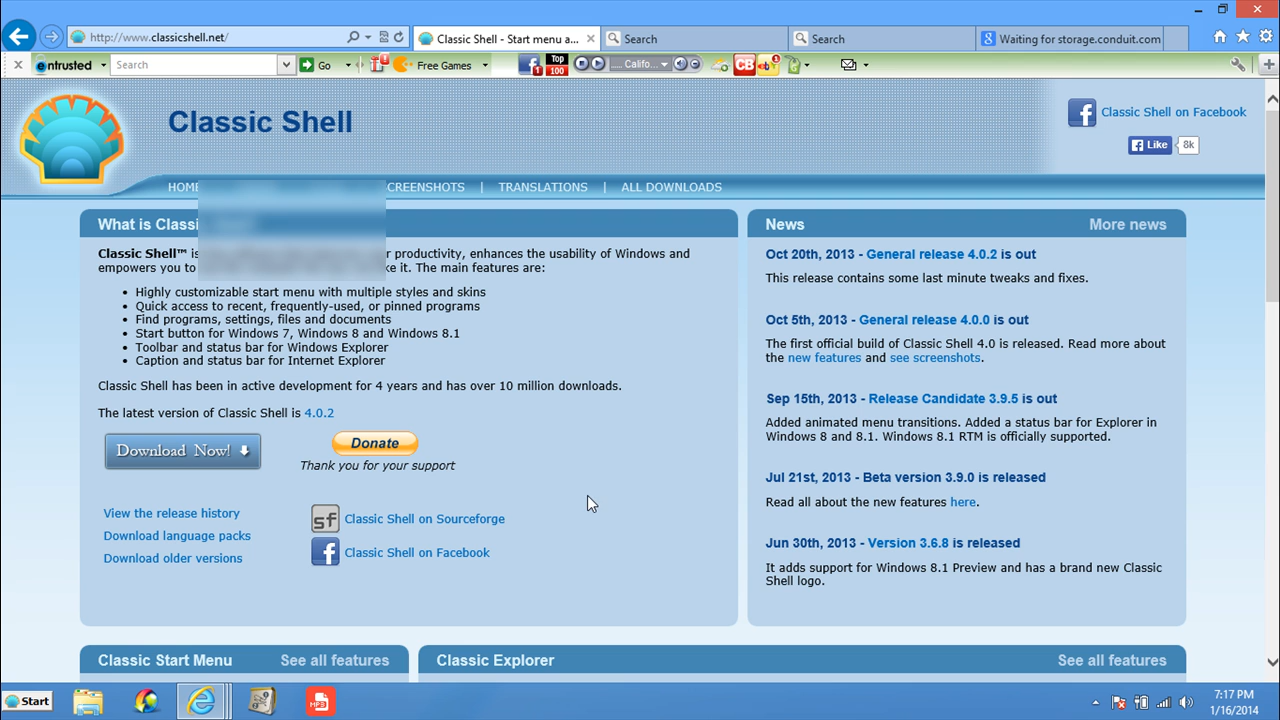 http://www.classicshell.net/
Classic Shell - Start menu a...
Search
Search
Waiting for storage.conduit.com
entrusted
Search
Go
Free Games
1
Top 100
..... Califo...
CB
1
Classic Shell
Classic Shell on Facebook
Like
8k
HOME
SCREENSHOTS | TRANSLATIONS | ALL DOWNLOADS
What is Classi
Classic Shell™ is
r productivity, enhances the usability of Windows and
empowers you to
ke it. The main features are:
• Highly customizable start menu with multiple styles and skins
• Quick access to recent, frequently-used, or pinned programs
• Find programs, settings, files and documents
• Start button for Windows 7, Windows 8 and Windows 8.1
• Toolbar and status bar for Windows Explorer
• Caption and status bar for Internet Explorer
Classic Shell has been in active development for 4 years and has over 10 million downloads.
The latest version of Classic Shell is 4.0.2
Download Now!
Donate
Thank you for your support
View the release history
Download language packs
Download older versions
sf
Classic Shell on Sourceforge
Classic Shell on Facebook
News
More news
Oct 20th, 2013 - General release 4.0.2 is out
This release contains some last minute tweaks and fixes.
Oct 5th, 2013 - General release 4.0.0 is out
The first official build of Classic Shell 4.0 is released. Read more about
the new features and see screenshots.
Sep 15th, 2013 - Release Candidate 3.9.5 is out
Added animated menu transitions. Added a status bar for Explorer in
Windows 8 and 8.1. Windows 8.1 RTM is officially supported.
Jul 21st, 2013 - Beta version 3.9.0 is released
Read all about the new features here.
Jun 30th, 2013 - Version 3.6.8 is released
It adds support for Windows 8.1 Preview and has a brand new Classic
Shell logo.
Classic Start Menu
See all features
Classic Explorer
See all features
Start
MP3
7:17 PM
1/16/2014